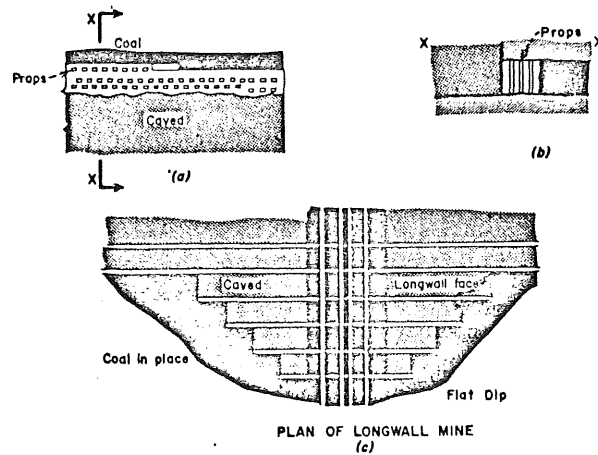 X
Coal
Props
Caved
X
(a)
X
Props
X
(b)
Caved
Longwall face
Coal in place
Flat Dip
PLAN OF LONGWALL MINE
(c)